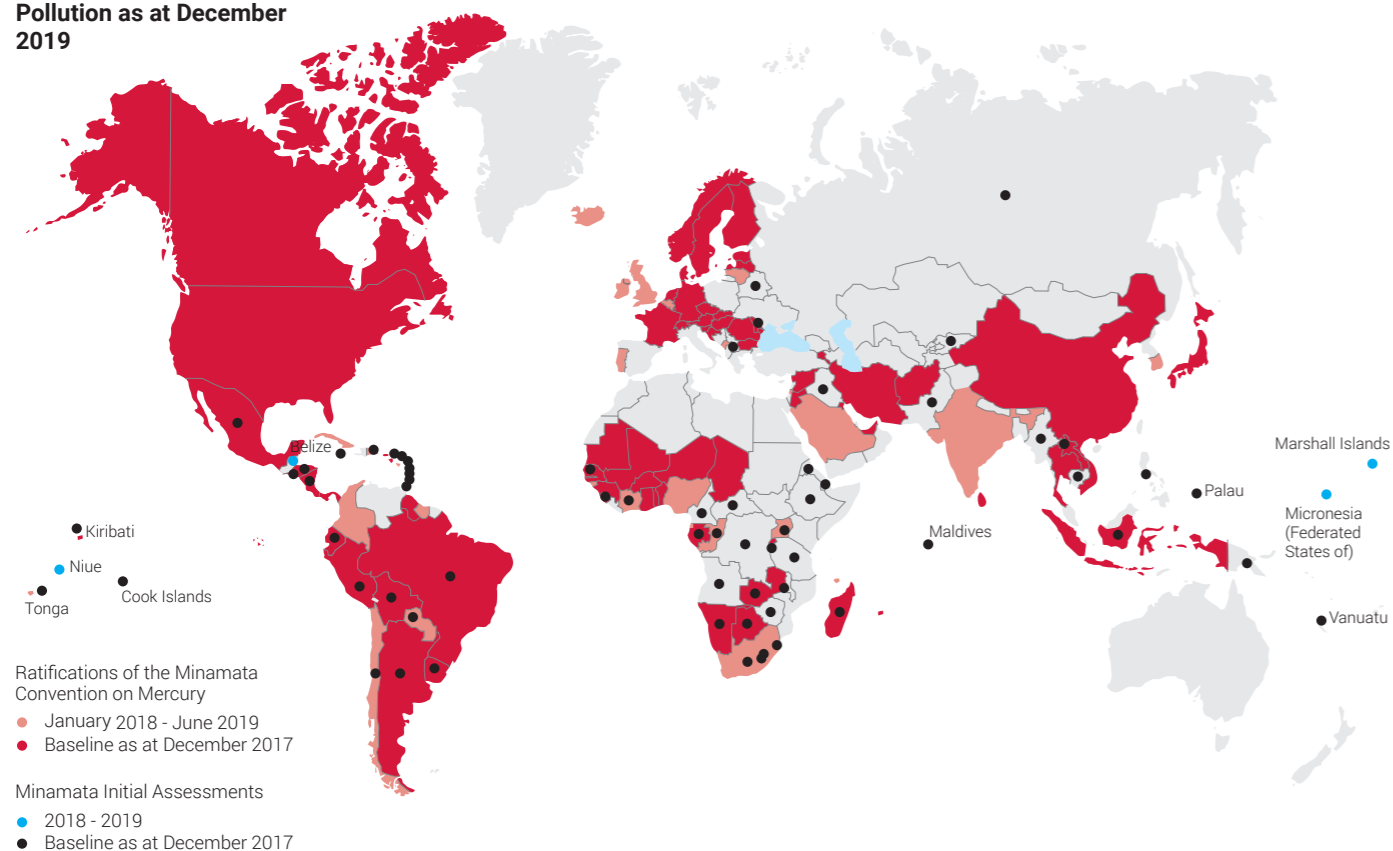 Pollution as at December
2019
Belize
Marshall Islands
Palau
Micronesia
(Federated
States of)
Kiribati
Maldives
Niue
Cook Islands
Tonga
Vanuatu
Ratifications of the Minamata
Convention on Mercury
January 2018 - June 2019
Baseline as at December 2017
Minamata Initial Assessments
2018 - 2019
Baseline as at December 2017